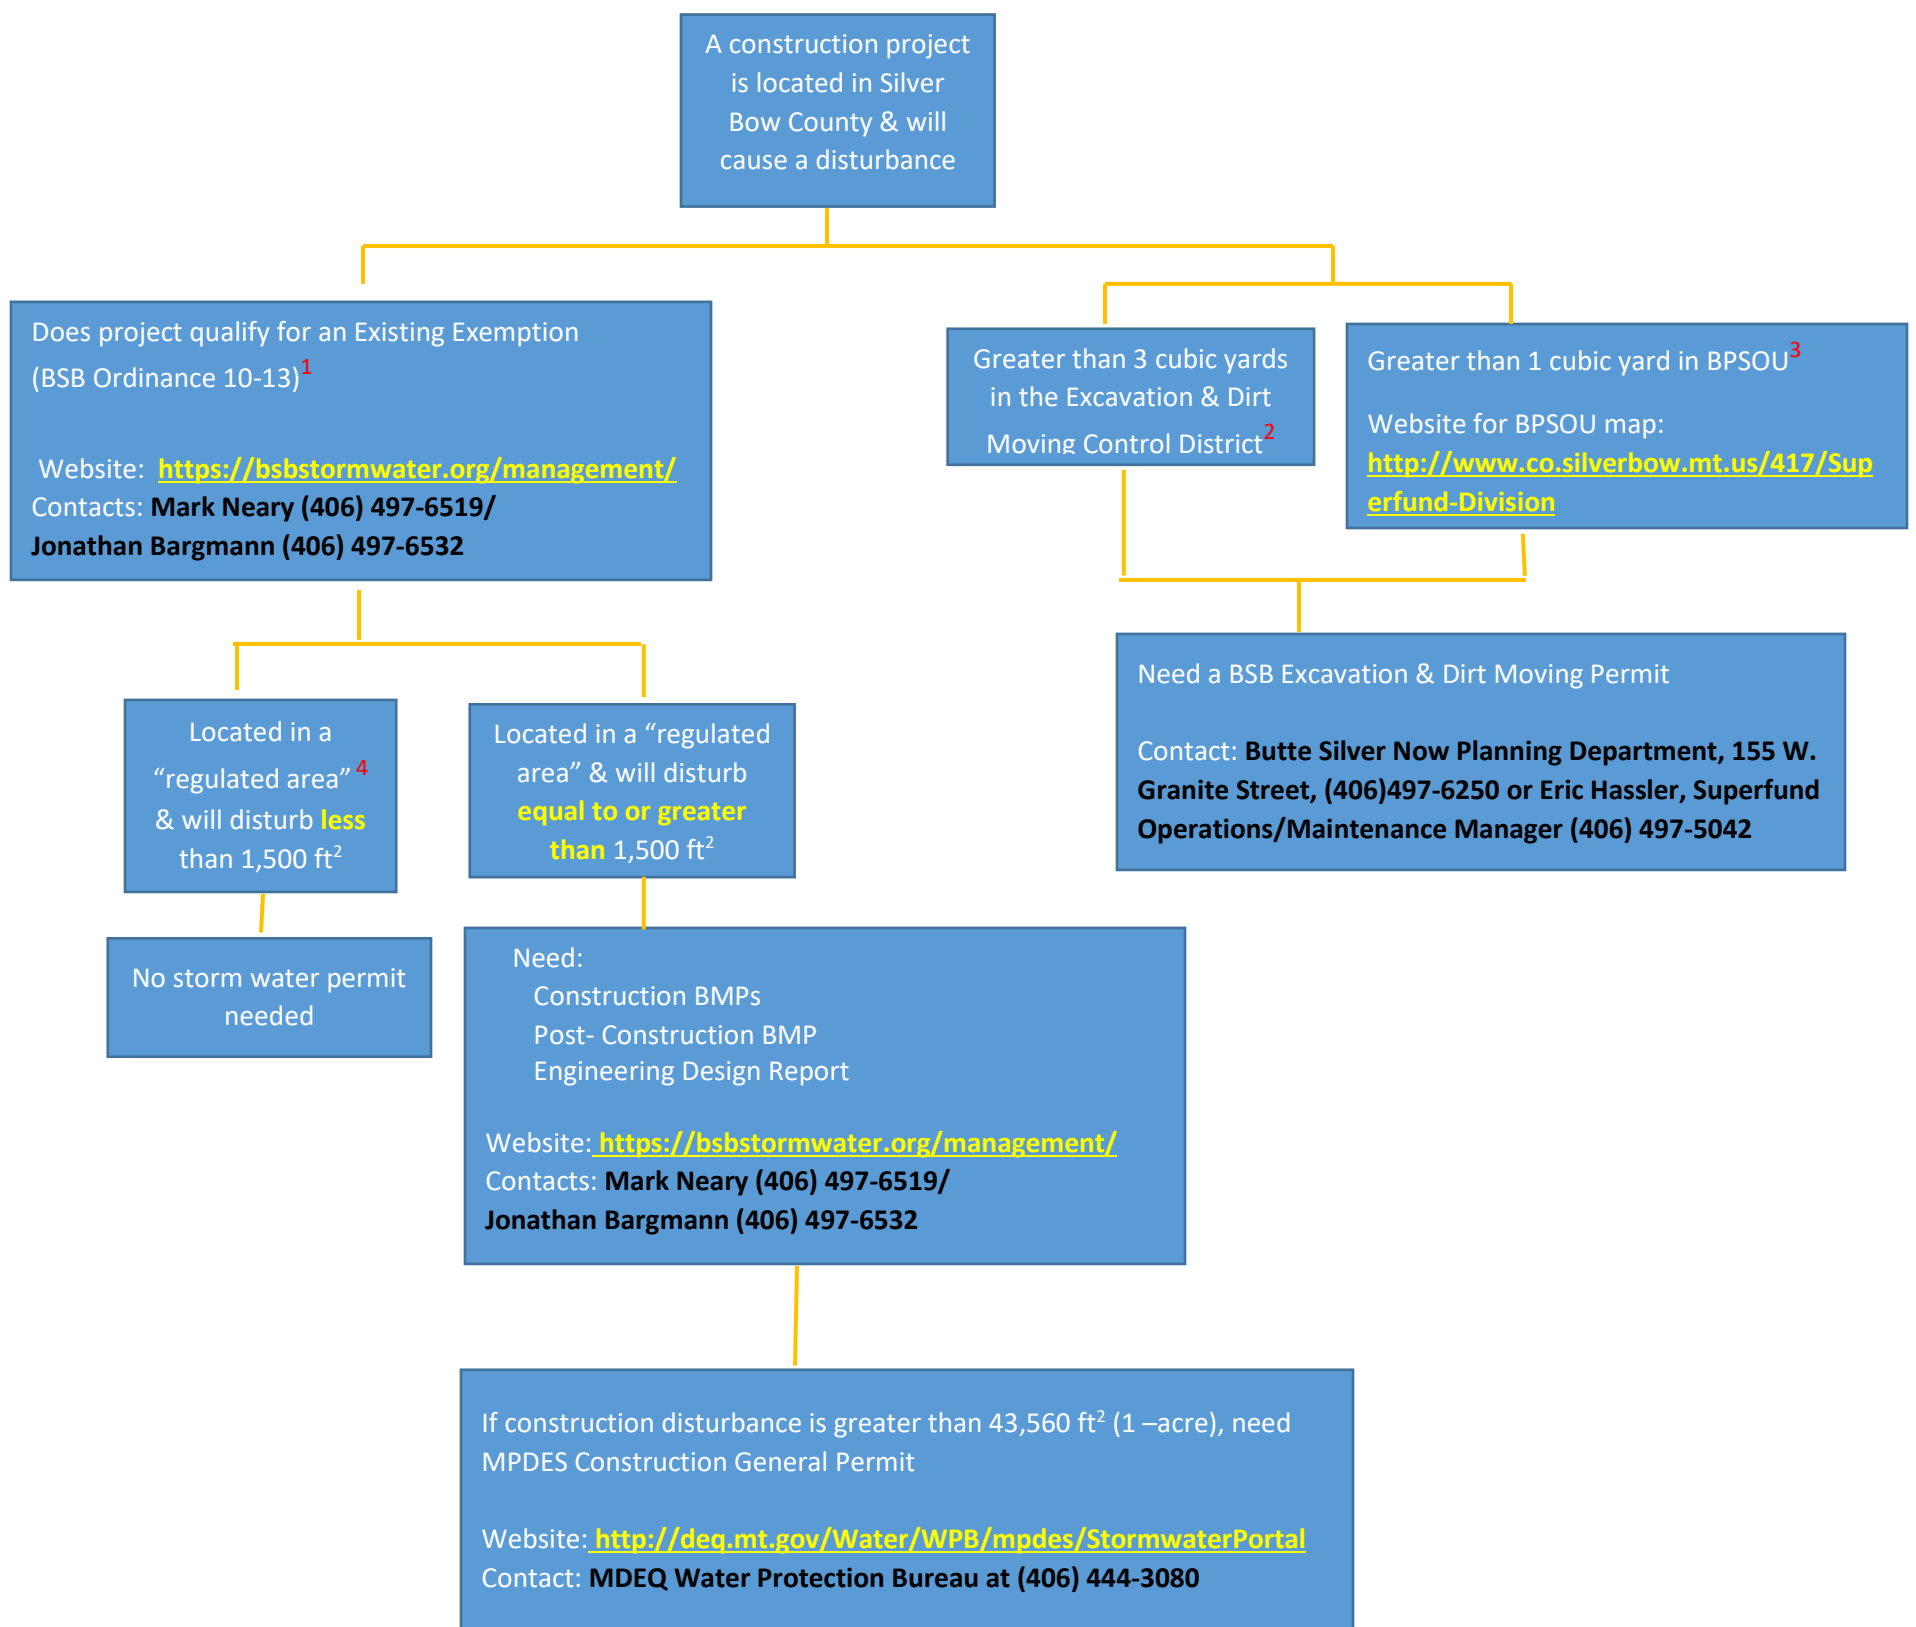 A construction project
is located in Silver
Bow County & will
cause a disturbance
Does project qualify for an Existing Exemption
(BSB Ordinance 10-13)1
Website: https://bsbstormwater.org/management/
Contacts: Mark Neary (406) 497-6519/
Jonathan Bargmann (406) 497-6532
Greater than 3 cubic yards
in the Excavation & Dirt
Moving Control District2
Greater than 1 cubic yard in BPSOU3
Website for BPSOU map:
http://www.co.silverbow.mt.us/417/Sup
erfund-Division
Need a BSB Excavation & Dirt Moving Permit
Contact: Butte Silver Now Planning Department, 155 W.
Granite Street, (406)497-6250 or Eric Hassler, Superfund
Operations/Maintenance Manager (406) 497-5042
Located in a
“regulated area” 4
& will disturb less
than 1,500 ft2
Located in a “regulated
area” & will disturb
equal to or greater
than 1,500 ft2
No storm water permit
needed
Need:
Construction BMPs
Post- Construction BMP
Engineering Design Report
Website: https://bsbstormwater.org/management/
Contacts: Mark Neary (406) 497-6519/
Jonathan Bargmann (406) 497-6532
If construction disturbance is greater than 43,560 ft2 (1 –acre), need
MPDES Construction General Permit
Website: http://deq.mt.gov/Water/WPB/mpdes/StormwaterPortal
Contact: MDEQ Water Protection Bureau at (406) 444-3080